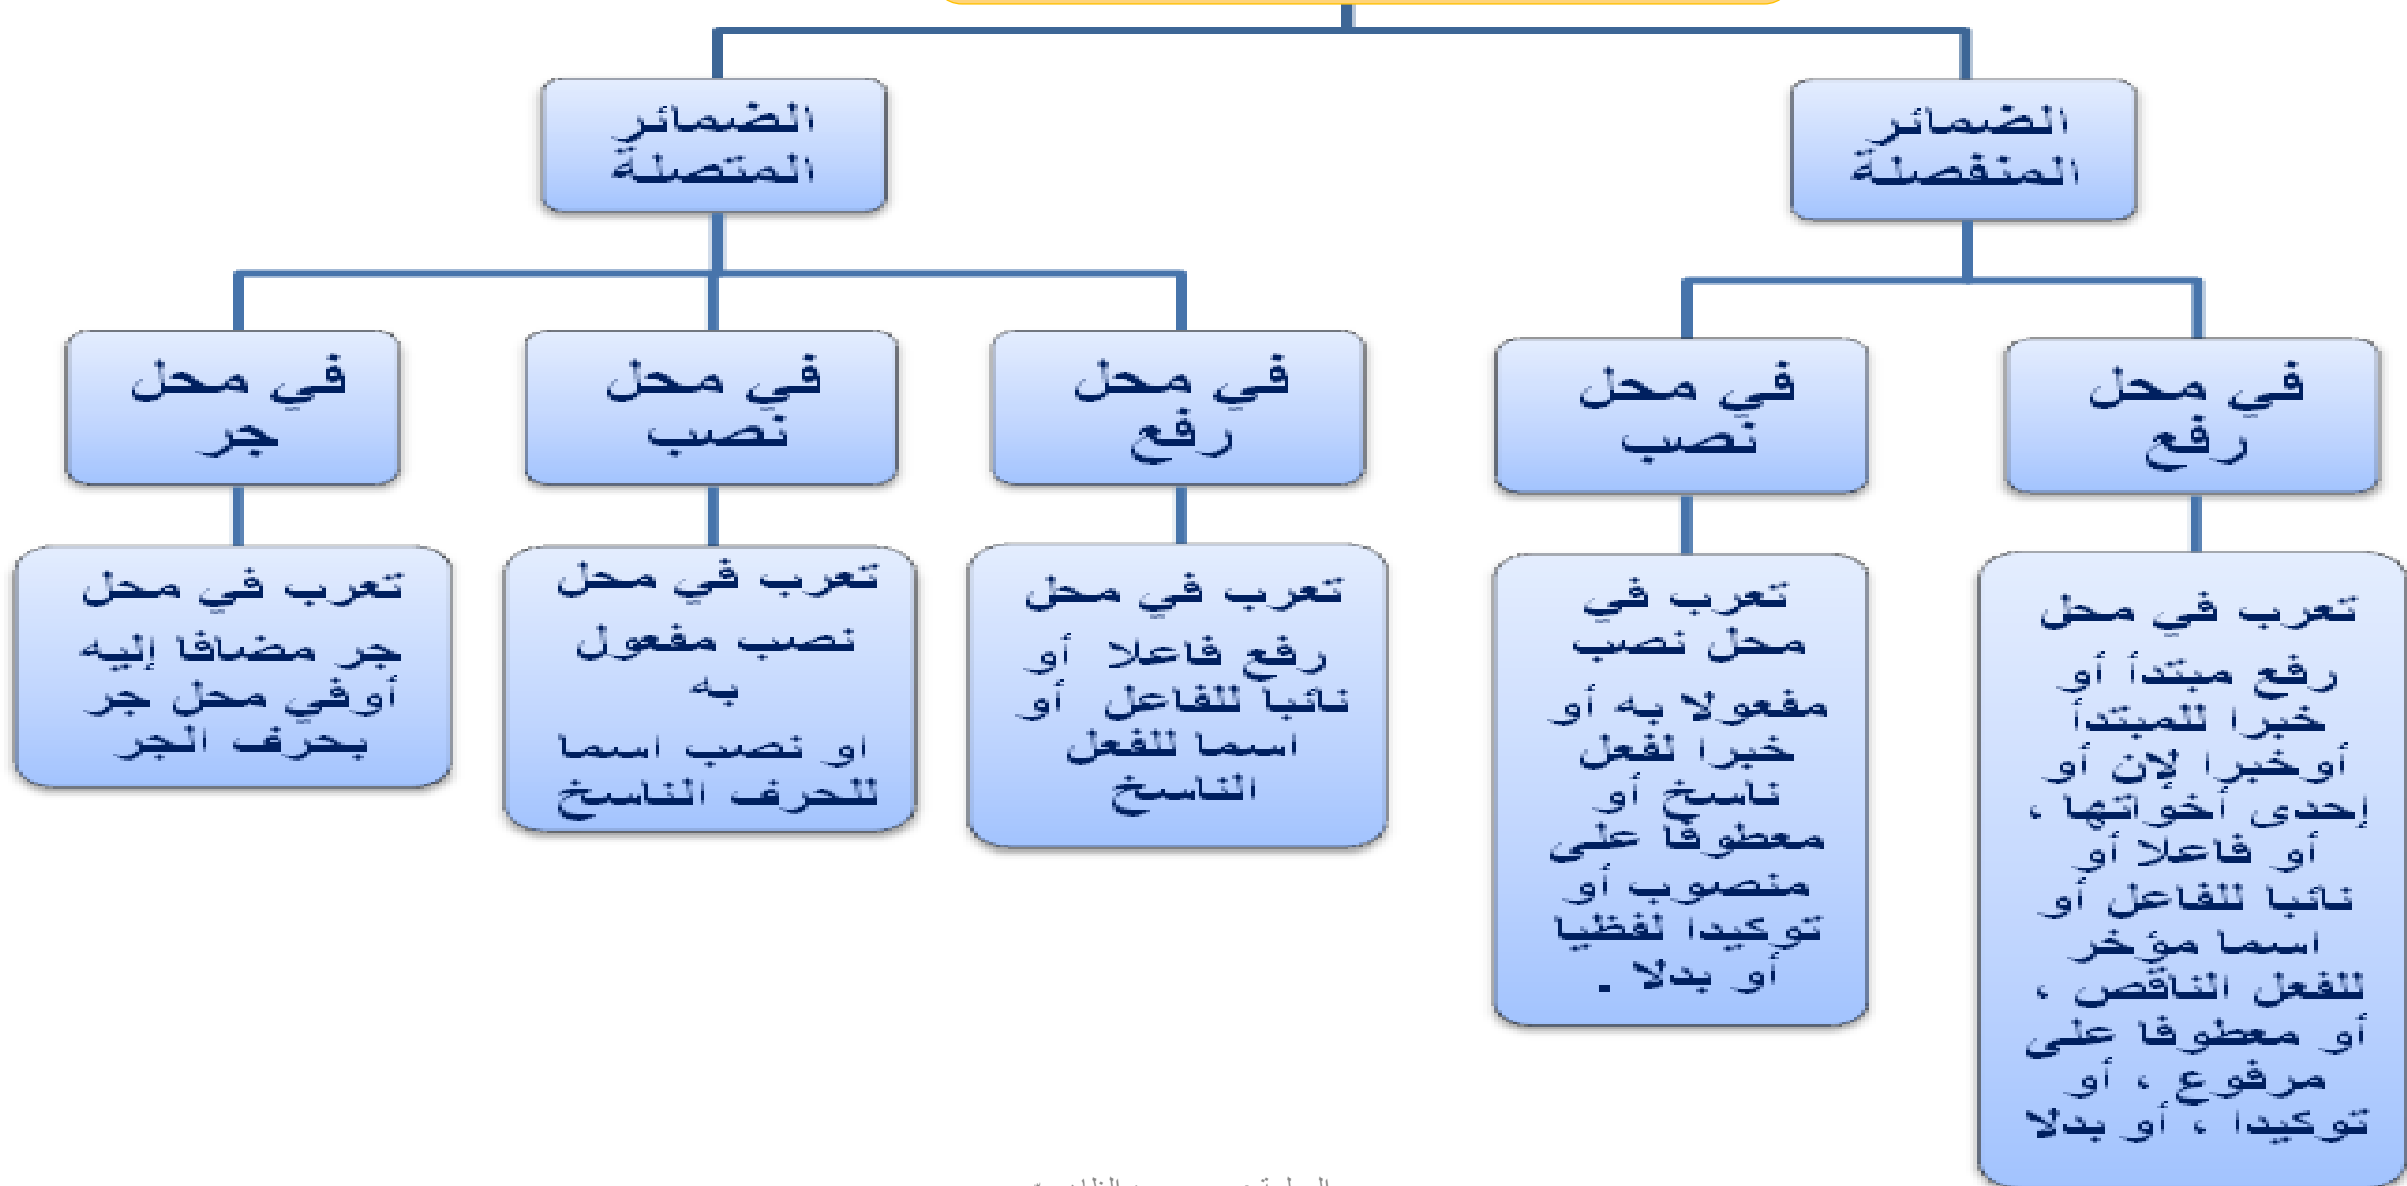 الضمائر
المنفصلة
الضمائر
المتصلة
في محل
رفع
في محل
نصب
في محل
رفع
في محل
نصب
في محل
جر
تعرب في محل
رفع مبتدأ أو
خبرا للمبتدأ
أوخبرا لإن أو
إحدى أخواتها ،
أو فاعلا أو
نائبا للفاعل أو
اسما مؤخر
للفعل الناقص ،
أو معطوفا على
مرفوع ، أو
توكيدا ، أو بدلا
تعرب في
محل نصب
مفعولا به أو
خبرا لفعل
ناسخ أو
معطوفا على
منصوب أو
توكيدا لفظيا
أو بدلا .
تعرب في محل
رفع فاعلا أو
نائبا للفاعل أو
اسما للفعل
الناسخ
تعرب في محل
نصب مفعول
به
او نصب اسما
للحرف الناسخ
تعرب في محل
جر مضافا إليه
أوفي محل جر
بحرف الجر